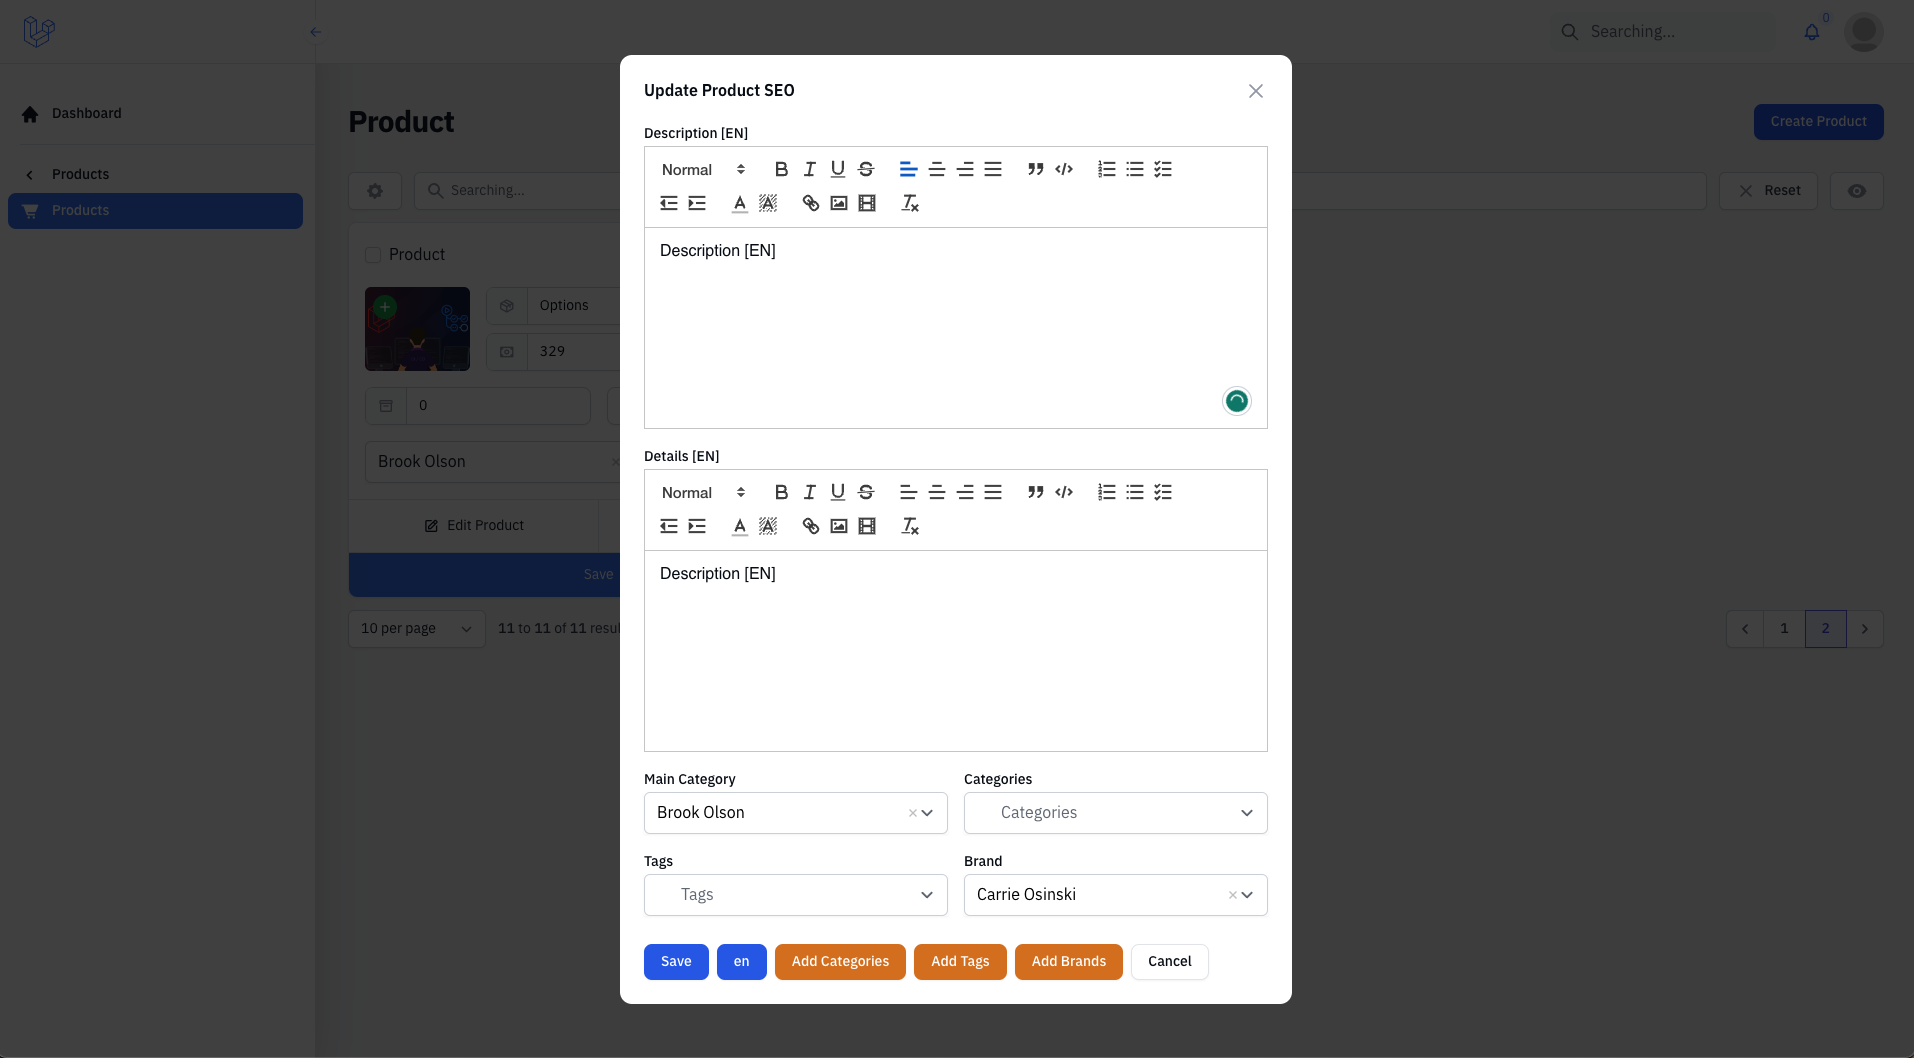 Searching...
0
Dashboard
Products
Products
Product
Create Product
Searching...
Reset
Product
Options
329
0
Brook Olson
Edit Product
Save
10 per page
11 to 11 of 11 resul
1
2
Update Product SEO
Description [EN]
Normal
Description [EN]
Details [EN]
Normal
Description [EN]
Main Category
Categories
Brook Olson
Categories
Tags
Brand
Tags
Carrie Osinski
Save
en
Add Categories
Add Tags
Add Brands
Cancel